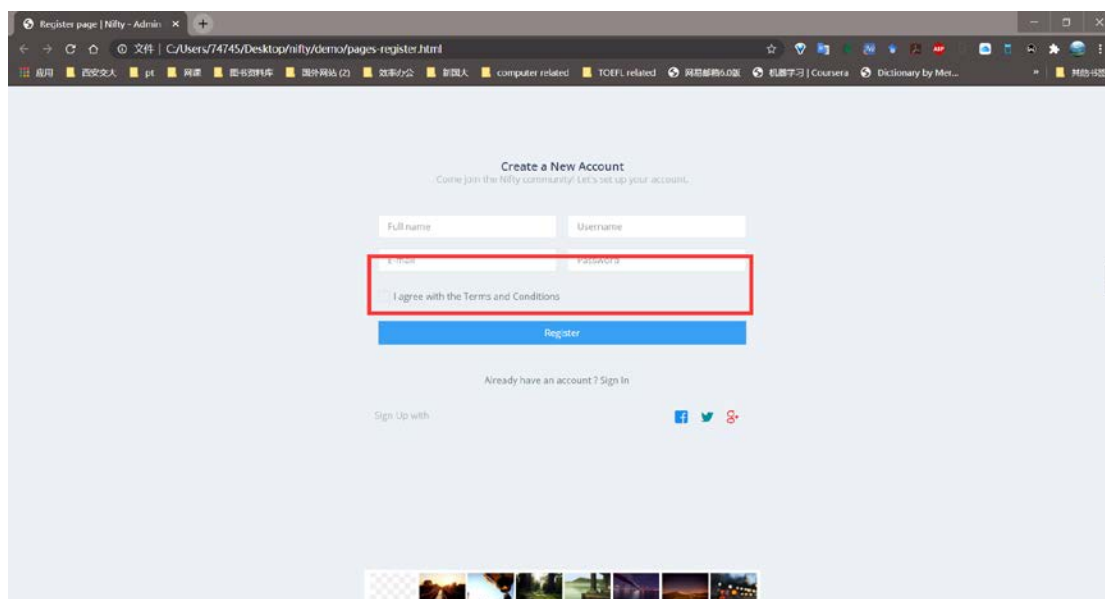 Register page | Nifty - Admin
文件 | C:/Users/74745/Desktop/nifty/demo/pages-register.html
应用 西安交大 pt 网课 图书资料库 国外网站 (2) 效率办公 新国大 computer related TOEFL related 网易邮箱6.0版 机器学习 | Coursera Dictionary by Mer... » 其他书签
Create a New Account
Come join the Nifty community! Let's set up your account.
Full name Username
E-mail Password
I agree with the Terms and Conditions
Register
Already have an account ? Sign In
Sign Up with